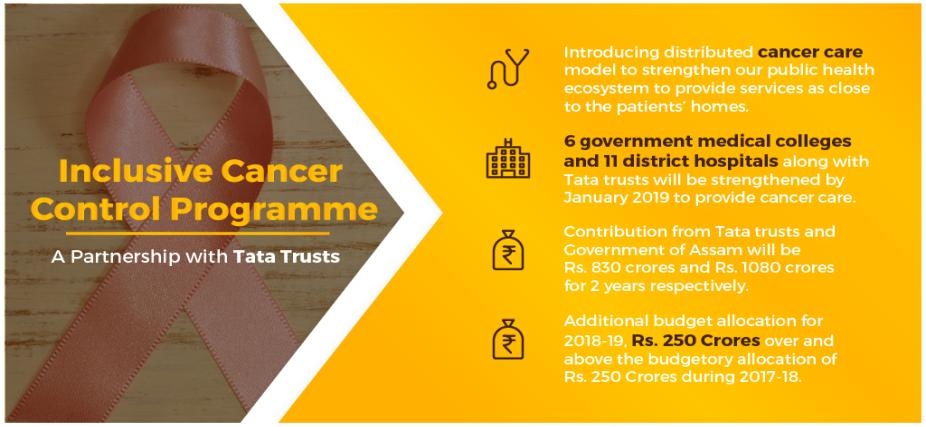 Inclusive Cancer
Control Programme
A Partnership with Tata Trusts
Introducing distributed cancer care
model to strengthen our public health
ecosystem to provide services as close
to the patients' homes.
6 government medical colleges
and 11 district hospitals along with
Tata trusts will be strengthened by
January 2019 to provide cancer care.
Contribution from Tata trusts and
Government of Assam will be
Rs. 830 crores and Rs. 1080 crores
for 2 years respectively.
Additional budget allocation for
2018-19, Rs. 250 Crores over and
above the budgetory allocation of
Rs. 250 Crores during 2017-18.